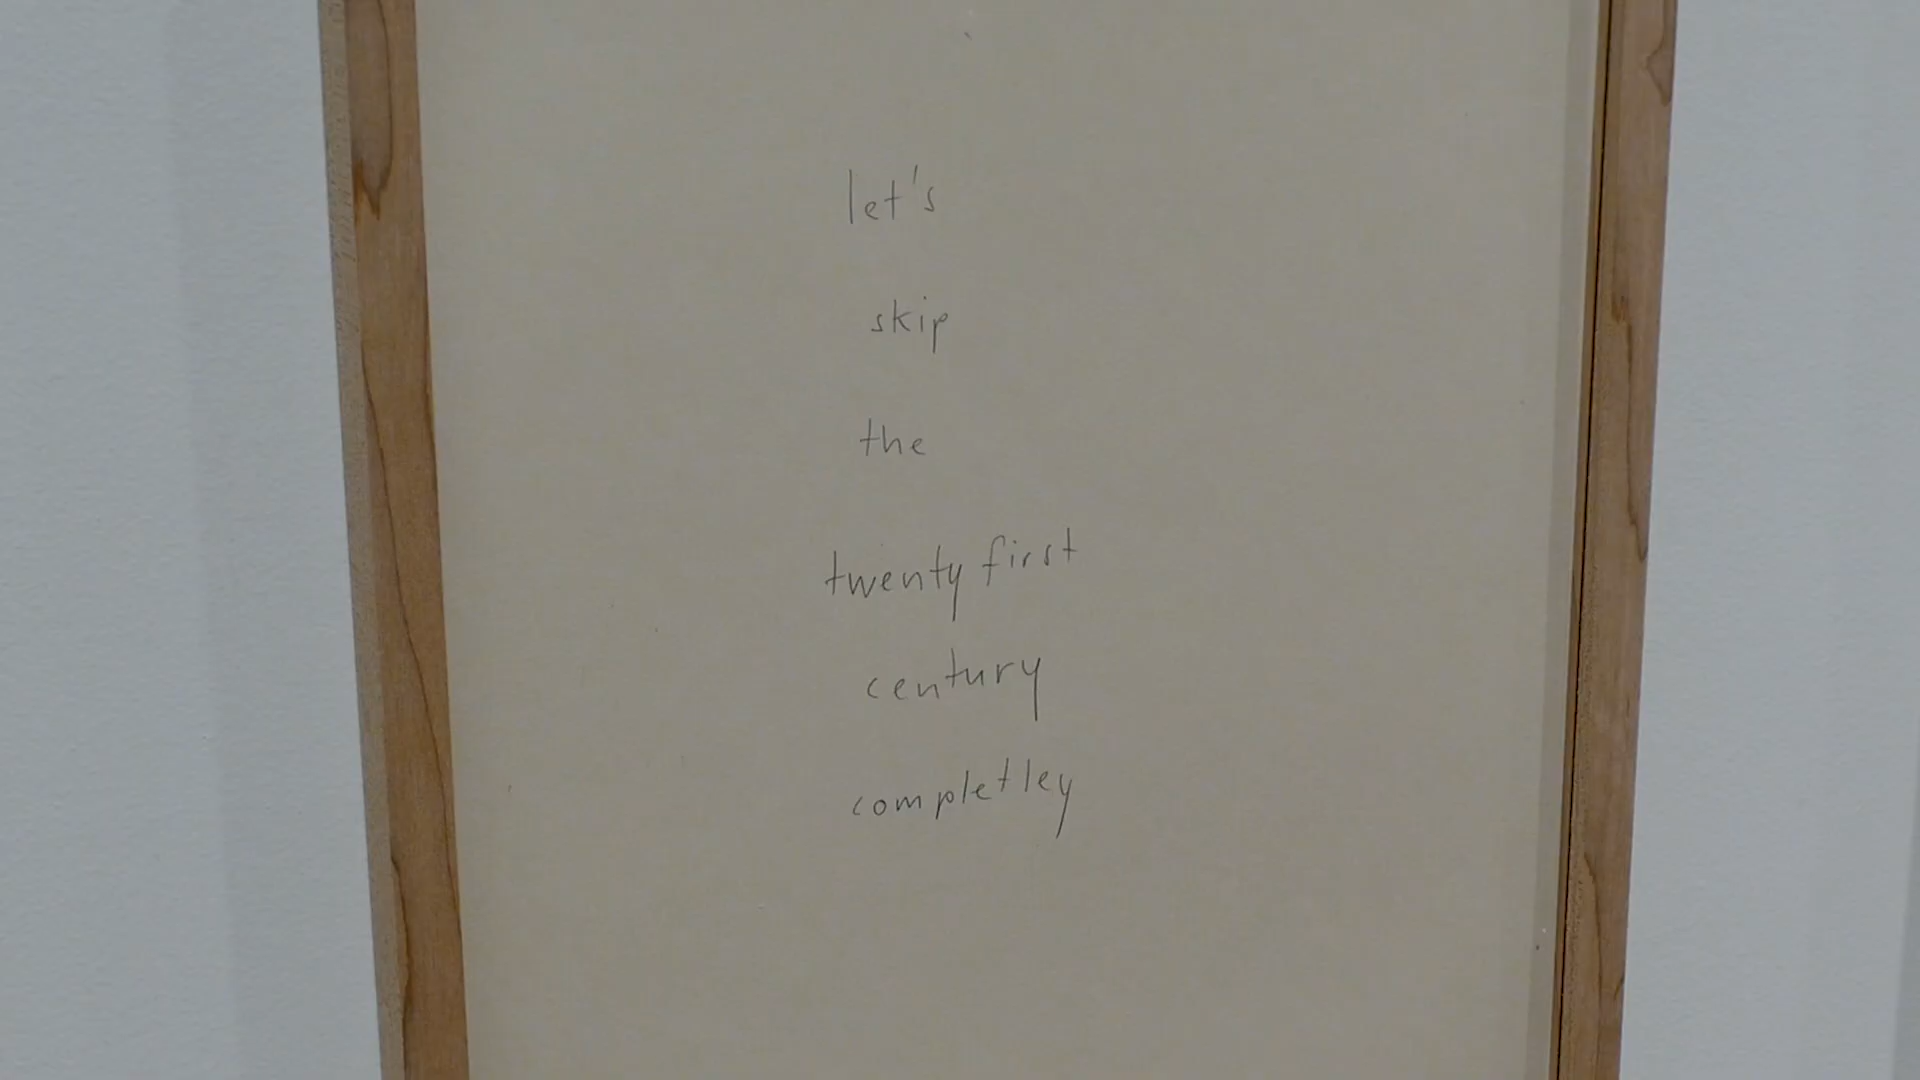 let's
skip
the
twenty first
century
completley